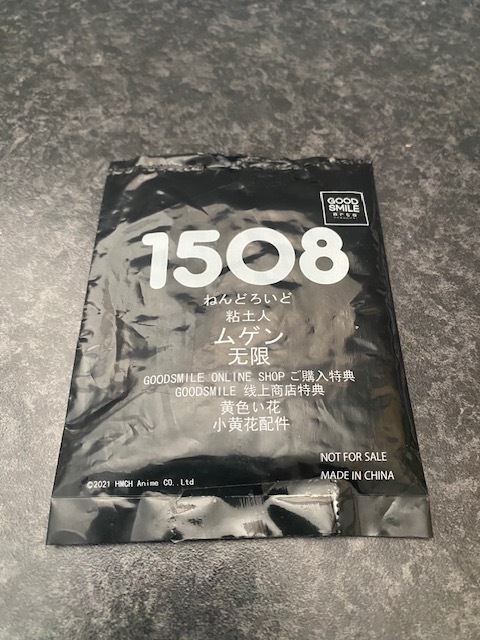 GOOD
SMILE
1508
ねんどろいど
粘土人
ムゲン
无限
GOODSMILE ONLINE SHOP ご購入特典
GOODSMILE 线上商店特典
黄色い花
小黄花配件
NOT FOR SALE
MADE IN CHINA
©2021 HMCH Anime CO., Ltd